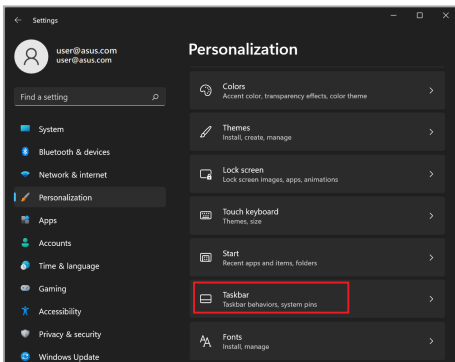 Settings
user@asus.com
user@asus.com
Find a setting
System
Bluetooth & devices
Network & internet
Personalization
Apps
Accounts
Time & language
Gaming
Accessibility
Privacy & security
Windows Update
Personalization
Colors
Accent color, transparency effects, color theme
Themes
Install, create, manage
Lock screen
Lock screen images, apps, animations
Touch keyboard
Themes, size
Start
Recent apps and items, folders
Taskbar
Taskbar behaviors, system pins
Fonts
Install, manage